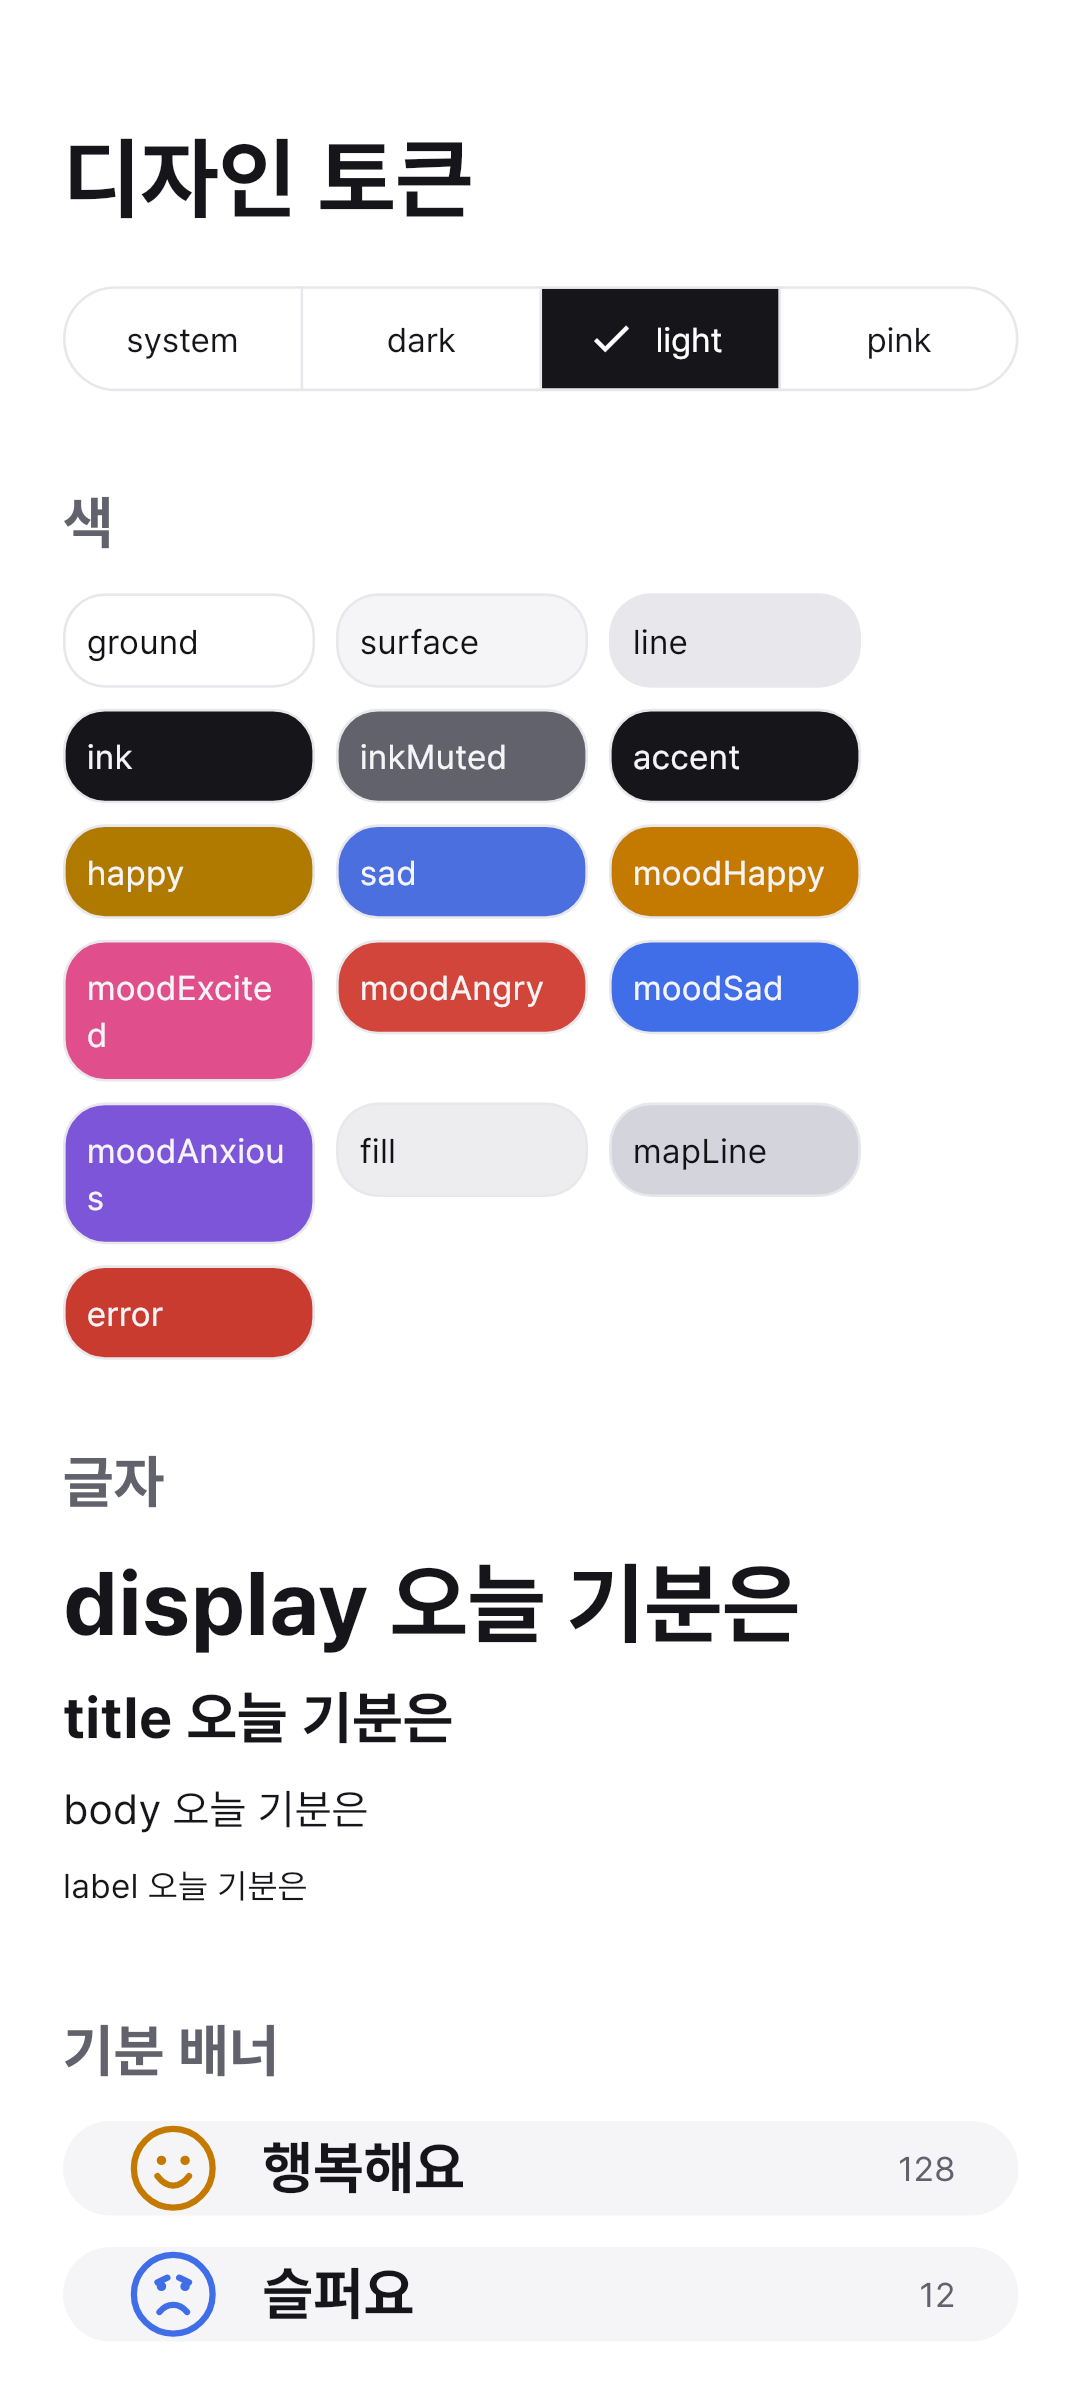 디자인 토큰
system dark light pink
색
ground surface line
ink inkMuted accent
happy sad moodHappy
moodExcite
d
moodAngry moodSad
moodAnxiou
s
fill mapLine
error
글자
display 오늘 기분은
title 오늘 기분은
body 오늘 기분은
label 오늘 기분은
기분 배너
행복해요 128
슬퍼요 12